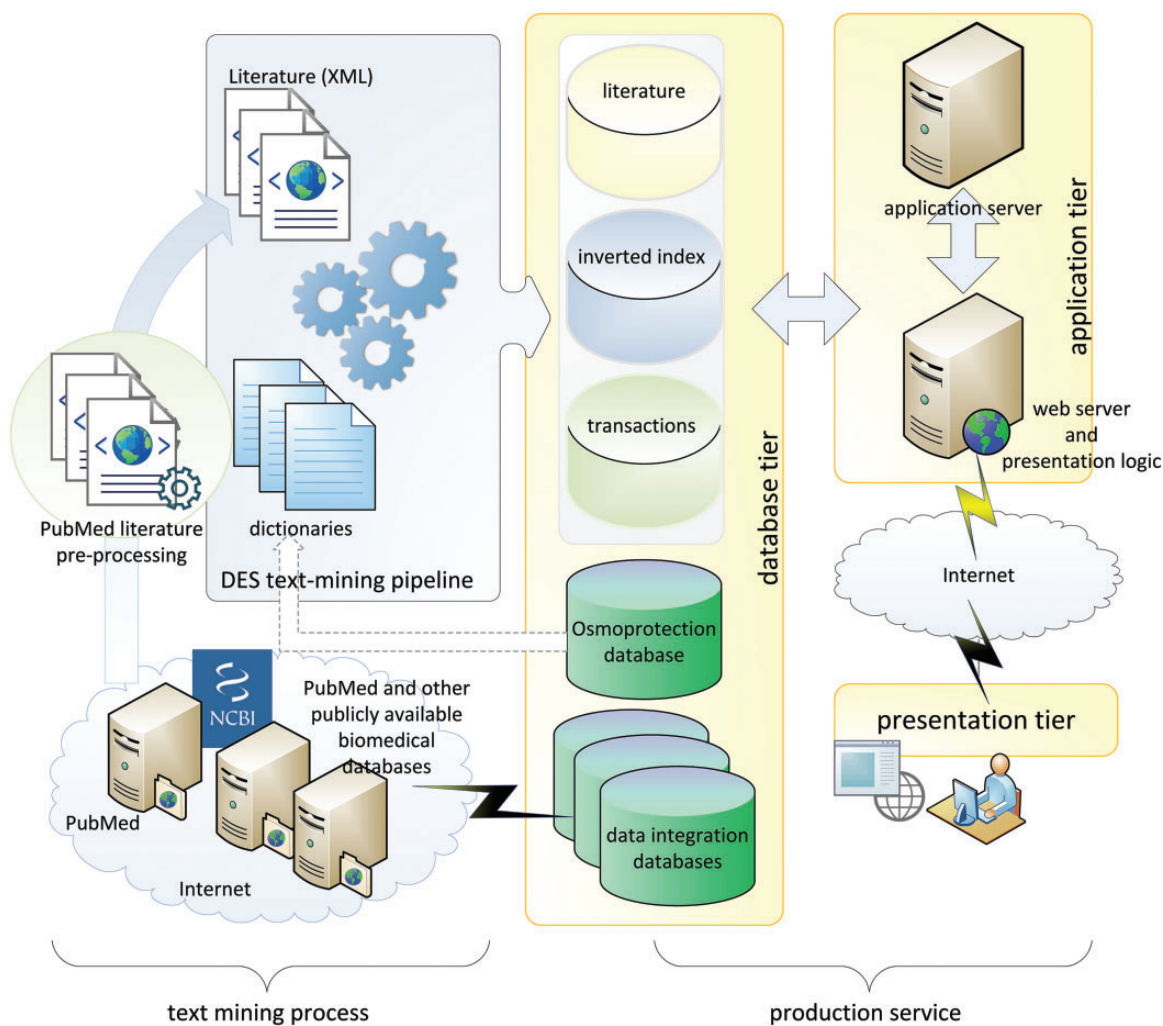 Literature (XML)
PubMed literature
pre-processing
dictionaries
DES text-mining pipeline
NCBI
PubMed and other
publicly available
biomedical
databases
PubMed
Internet
text mining process
literature
inverted index
transactions
database tier
Osmoprotection
database
data integration
databases
application server
application tier
web server
and
presentation logic
Internet
presentation tier
production service